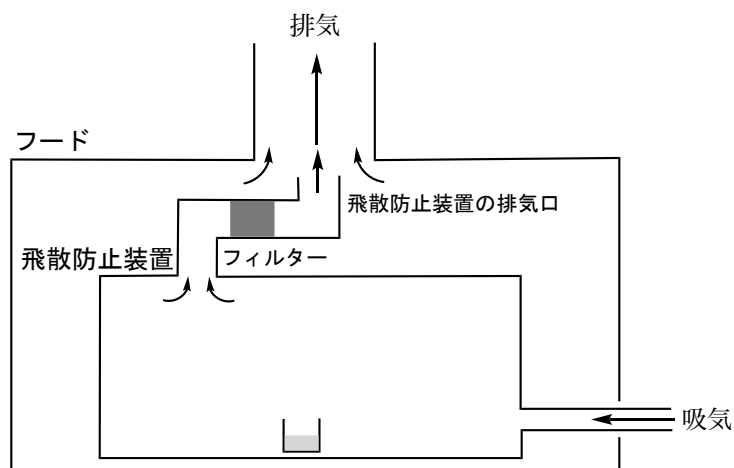 排気
フード
飛散防止装置の排気口
飛散防止装置
フィルター
吸気